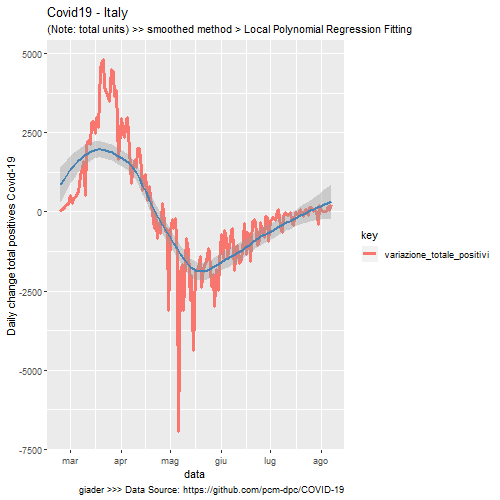 Covid19 - Italy
(Note: total units) >> smoothed method > Local Polynomial Regression Fitting
Daily change total positives Covid-19
5000
2500
0
-2500
-5000
-7500
mar
apr
mag
giu
lug
ago
data
key
variazione_totale_positivi
giader >>> Data Source: https://github.com/pcm-dpc/COVID-19